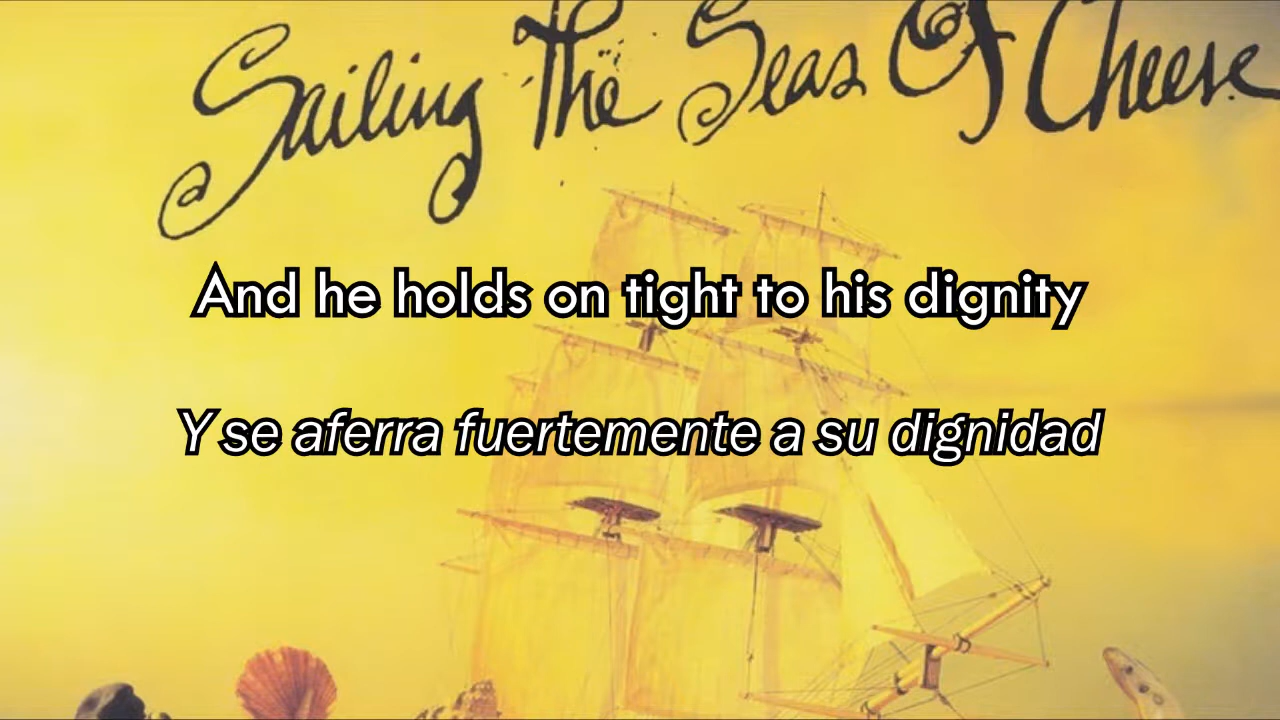 Sailing the Seas Of Cheese
And he holds on tight to his dignity
Y se aferra fuertemente a su dignidad